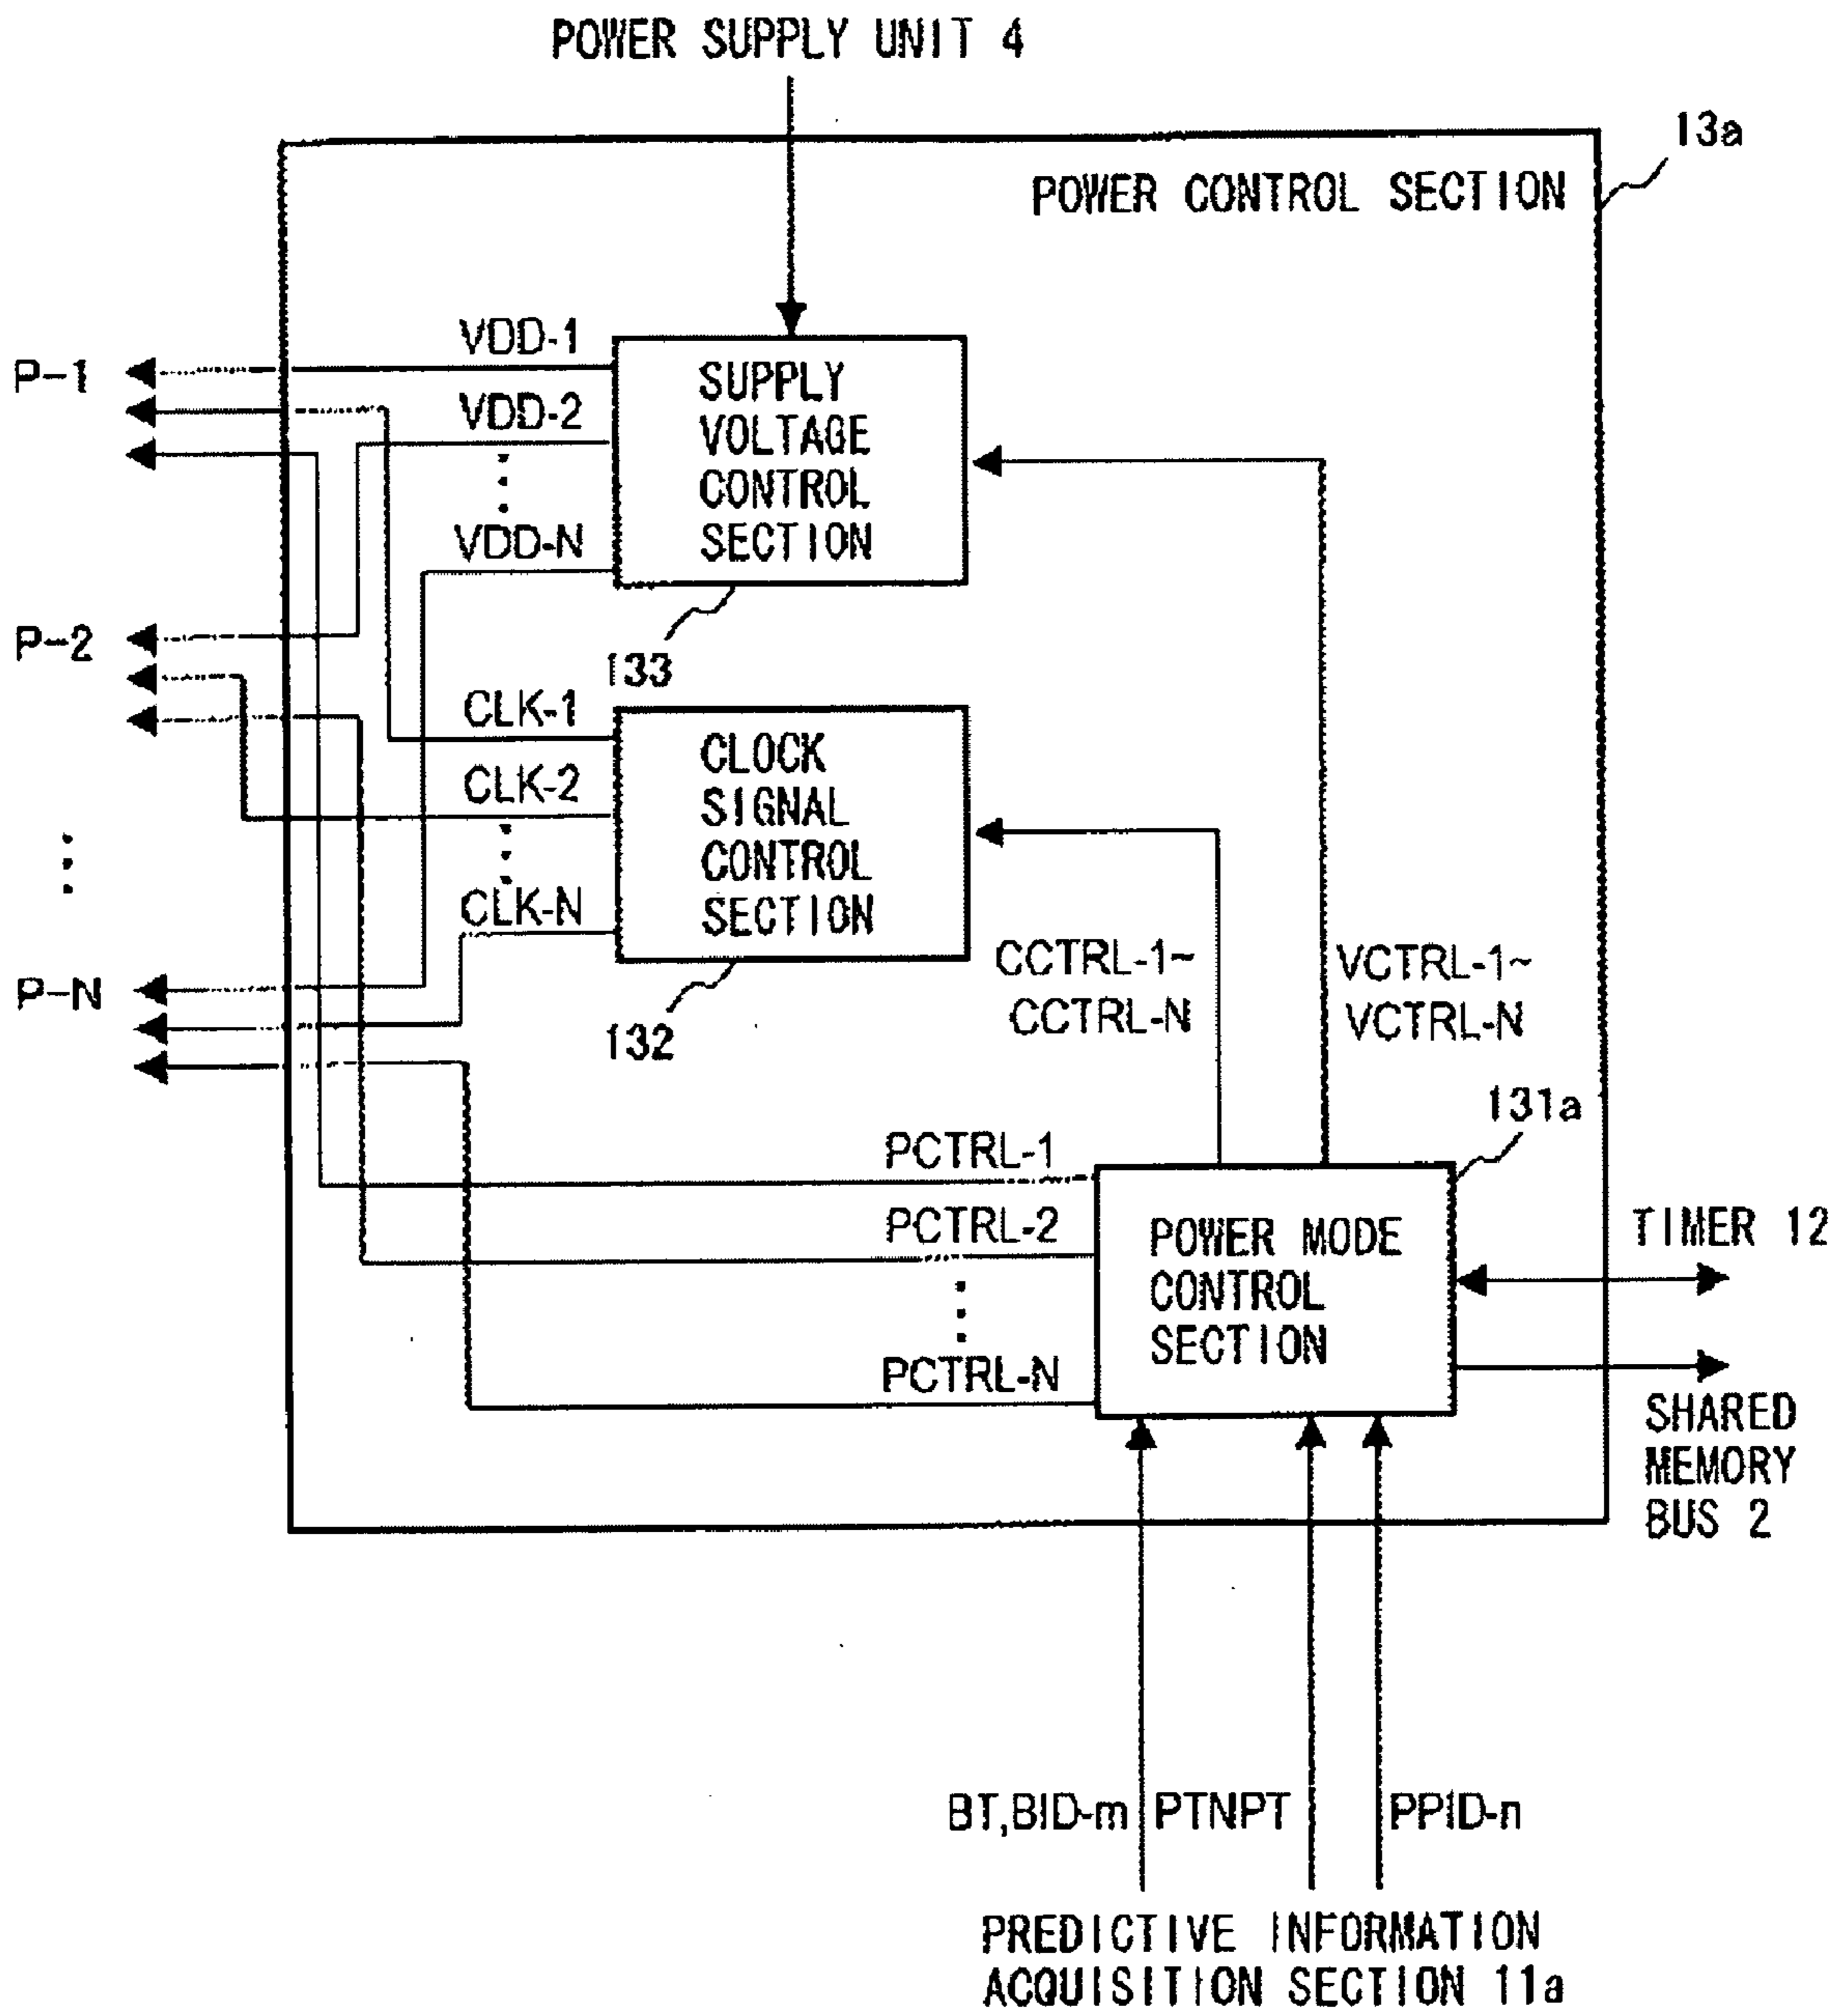 POWER SUPPLY UNIT 4
13a
POWER CONTROL SECTION
P-1
VDD-1
VDD-2
VDD-N
SUPPLY
VOLTAGE
CONTROL
SECTION
133
P-2
CLK-1
CLK-2
CLK-N
CLOCK
SIGNAL
CONTROL
SECTION
132
P-N
CCTRL-1~
CCTRL-N
VCTRL-1~
VCTRL-N
131a
PCTRL-1
PCTRL-2
PCTRL-N
POWER MODE
CONTROL
SECTION
TIMER 12
SHARED
MEMORY
BUS 2
BT,BID-m
PTNPT
PPID-n
PREDICTIVE INFORMATION
ACQUISITION SECTION 11a